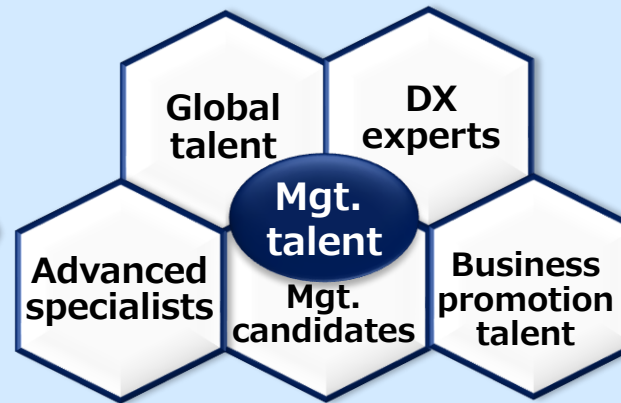 Global
talent
DX
experts
Mgt.
talent
Advanced
specialists
Mgt.
candidates
Business
promotion
talent